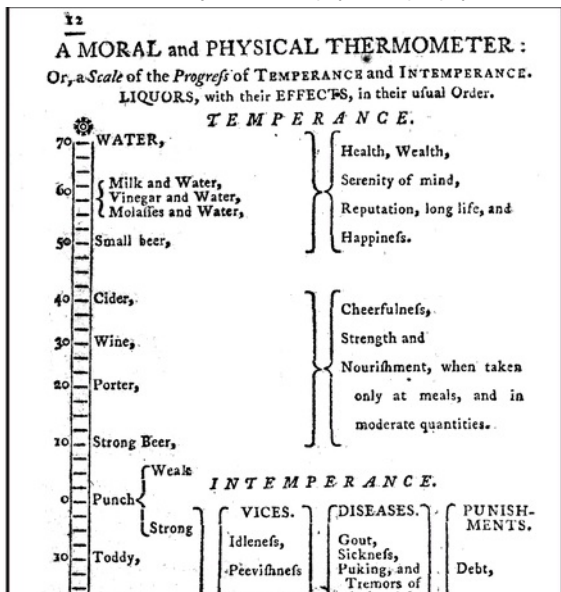 12
A MORAL and PHYSICAL THERMOMETER:
Or, a Scale of the Progreſs of TEMPERANCE and INTEMPERANCE.
LIQUORS, with their EFFECTS, in their uſual Order.
TEMPERANCE.
70 WATER,
Health, Wealth,
60 Milk and Water,
Vinegar and Water,
Molaſſes and Water,
Serenity of mind,
Reputation, long life, and
50 Small beer,
Happineſs.
40 Cider,
Cheerfulneſs,
30 Wine,
Strength and
Nouriſhment, when taken
20 Porter,
only at meals, and in
moderate quantities.
10 Strong Beer,
INTEMPERANCE.
0 Punch
Weak
Strong
VICES.
Idleneſs,
Peeviſhneſs
DISEASES.
Gout,
Sickneſs,
Puking, and
Tremors of
PUNISH-
MENTS.
Debt,
10 Toddy,